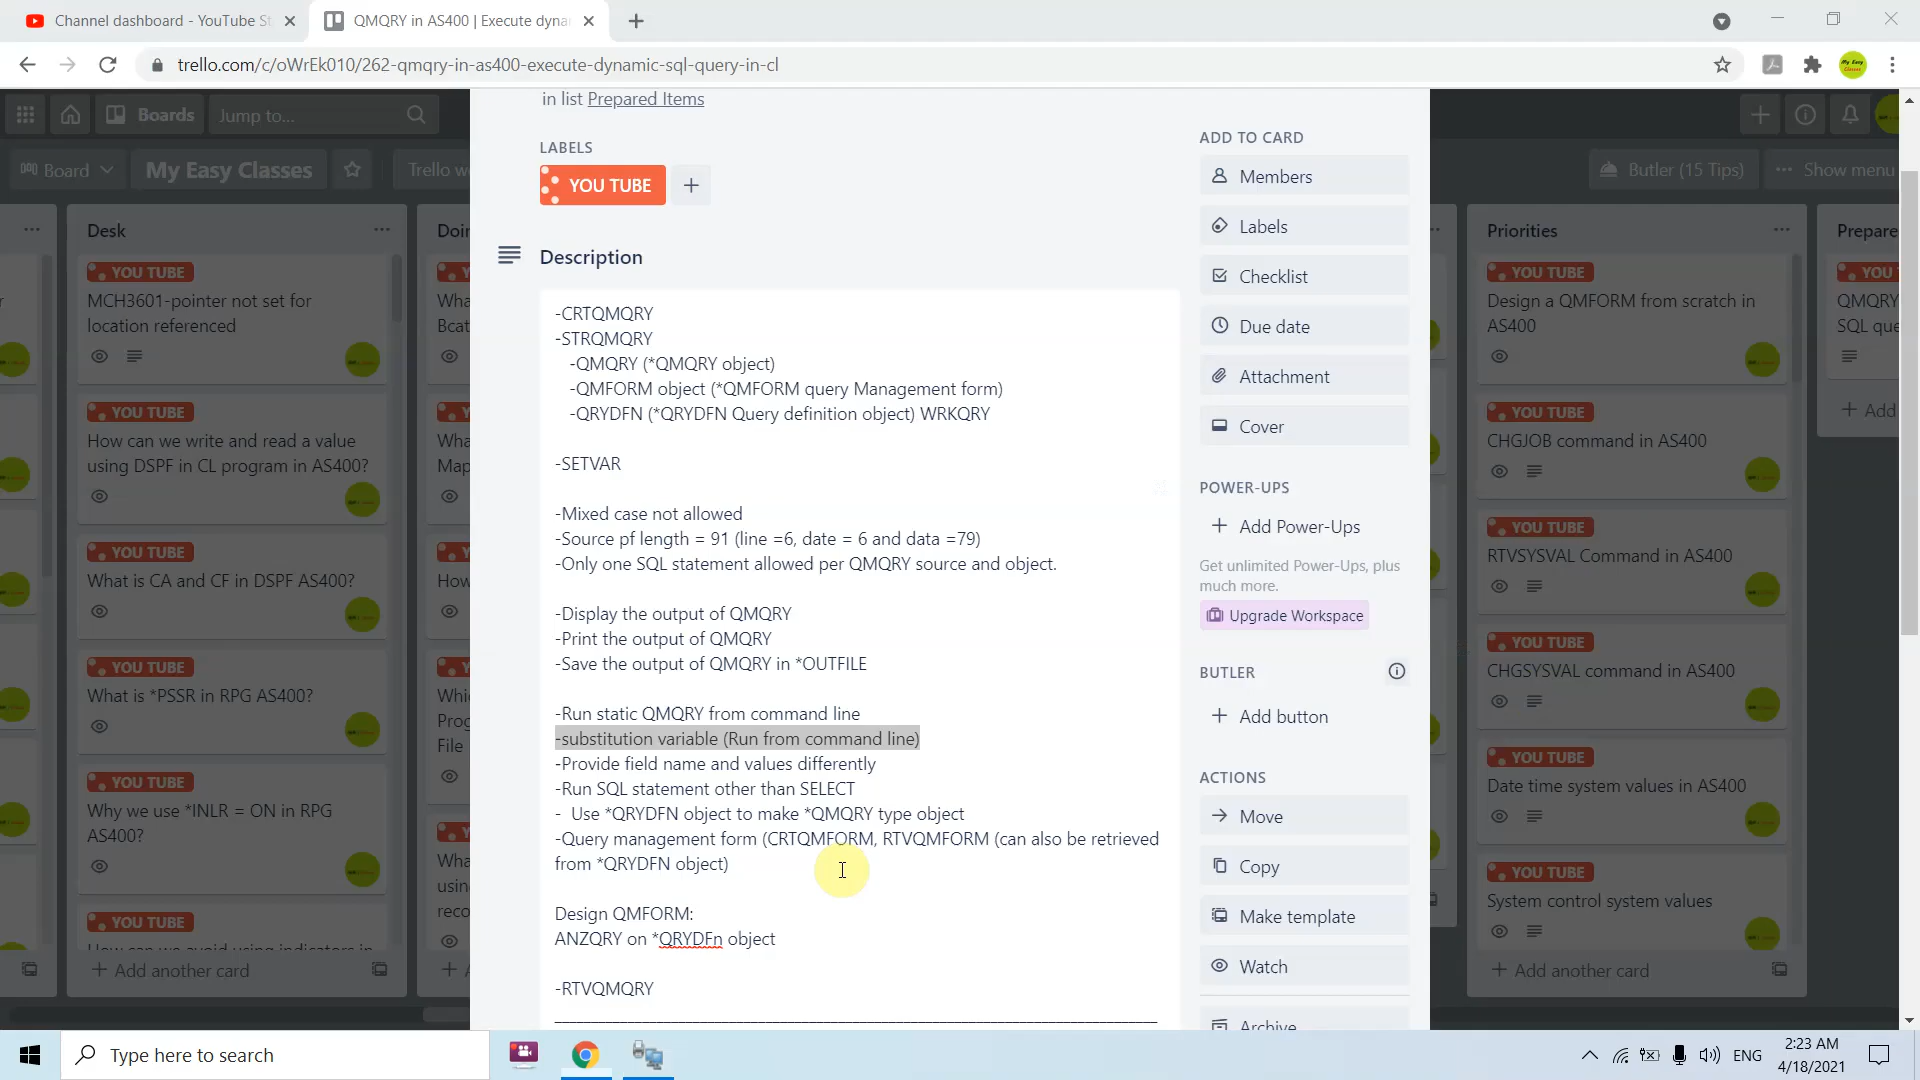 Channel dashboard - YouTube St
QMQRY in AS400 | Execute dyna
trello.com/c/oWrEk010/262-qmqry-in-as400-execute-dynamic-sql-query-in-cl
Boards
Jump to...
Board
My Easy Classes
Trello w
Butler (15 Tips)
Show menu
Desk
YOU TUBE
MCH3601-pointer not set for
location referenced
YOU TUBE
How can we write and read a value
using DSPF in CL program in AS400?
YOU TUBE
What is CA and CF in DSPF AS400?
YOU TUBE
What is *PSSR in RPG AS400?
YOU TUBE
Why we use *INLR = ON in RPG
AS400?
YOU TUBE
+ Add another card
in list Prepared Items
LABELS
YOU TUBE
Description
-CRTQMQRY
-STRQMQRY
-QMQRY (*QMQRY object)
-QMFORM object (*QMFORM query Management form)
-QRYDFN (*QRYDFN Query definition object) WRKQRY
-SETVAR
-Mixed case not allowed
-Source pf length = 91 (line =6, date = 6 and data =79)
-Only one SQL statement allowed per QMQRY source and object.
-Display the output of QMQRY
-Print the output of QMQRY
-Save the output of QMQRY in *OUTFILE
-Run static QMQRY from command line
-substitution variable (Run from command line)
-Provide field name and values differently
-Run SQL statement other than SELECT
- Use *QRYDFN object to make *QMQRY type object
-Query management form (CRTQMFORM, RTVQMFORM (can also be retrieved
from *QRYDFN object)
Design QMFORM:
ANZQRY on *QRYDFn object
-RTVQMQRY
ADD TO CARD
Members
Labels
Checklist
Due date
Attachment
Cover
POWER-UPS
+ Add Power-Ups
Get unlimited Power-Ups, plus
much more.
Upgrade Workspace
BUTLER
+ Add button
ACTIONS
Move
Copy
Make template
Watch
Archive
Priorities
YOU TUBE
Design a QMFORM from scratch in
AS400
YOU TUBE
CHGJOB command in AS400
YOU TUBE
RTVSYSVAL Command in AS400
YOU TUBE
CHGSYSVAL command in AS400
YOU TUBE
Date time system values in AS400
YOU TUBE
System control system values
+ Add another card
Prepare
YOU
QMQRY
SQL que
+ Add
Type here to search
ENG
2:23 AM
4/18/2021